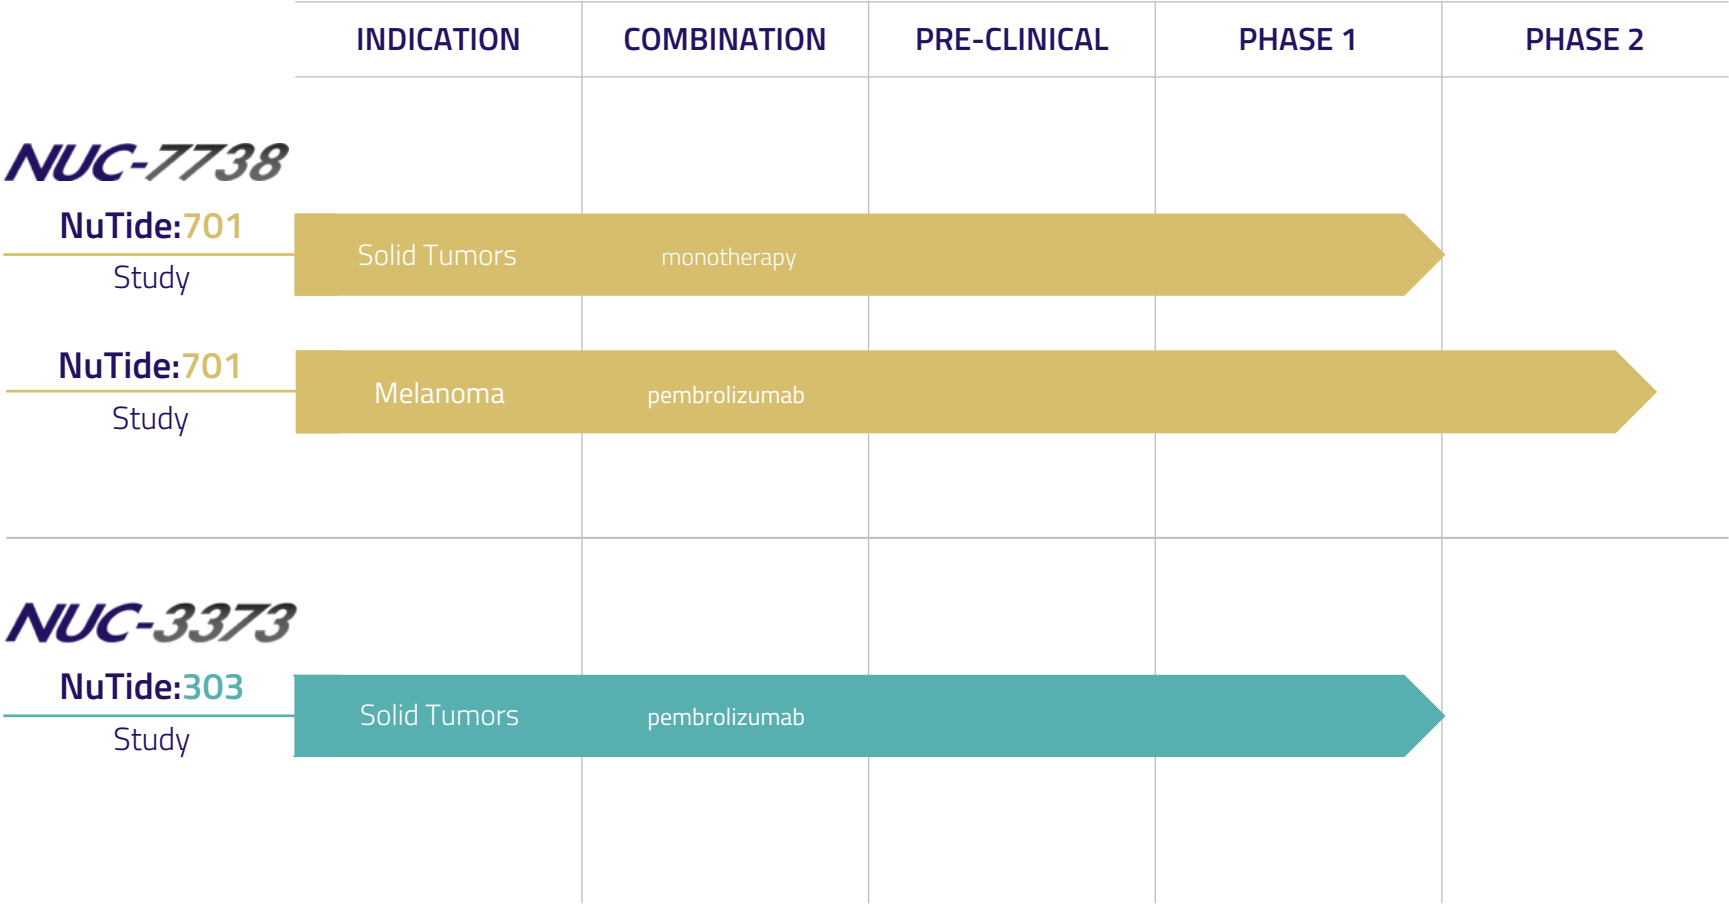 INDICATION COMBINATION PRE-CLINICAL PHASE 1 PHASE 2
NUC-7738
NuTide:701
Study
Solid Tumors monotherapy
NuTide:701
Study
Melanoma pembrolizumab
NUC-3373
NuTide:303
Study
Solid Tumors pembrolizumab